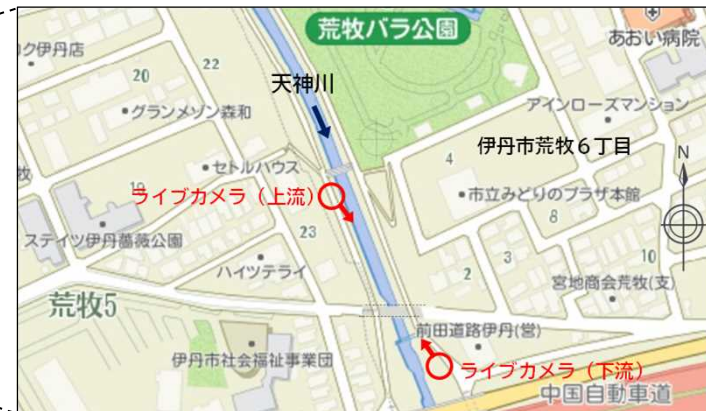 荒牧バラ公園
あおい病院
ク伊丹店
22
20
天神川
グランメゾン森和
アインローズマンション
伊丹市荒牧6丁目
N
4
セトルハウス
牧
19
ライブカメラ（上流）
市立みどりのプラザ本館
8
ステイツ伊丹薔薇公園
23
3
10
ハイツテライ
2
宮地商会荒牧(支)
荒牧5
前田道路伊丹(営)
伊丹市社会福祉事業団
ライブカメラ（下流）
中国自動車道